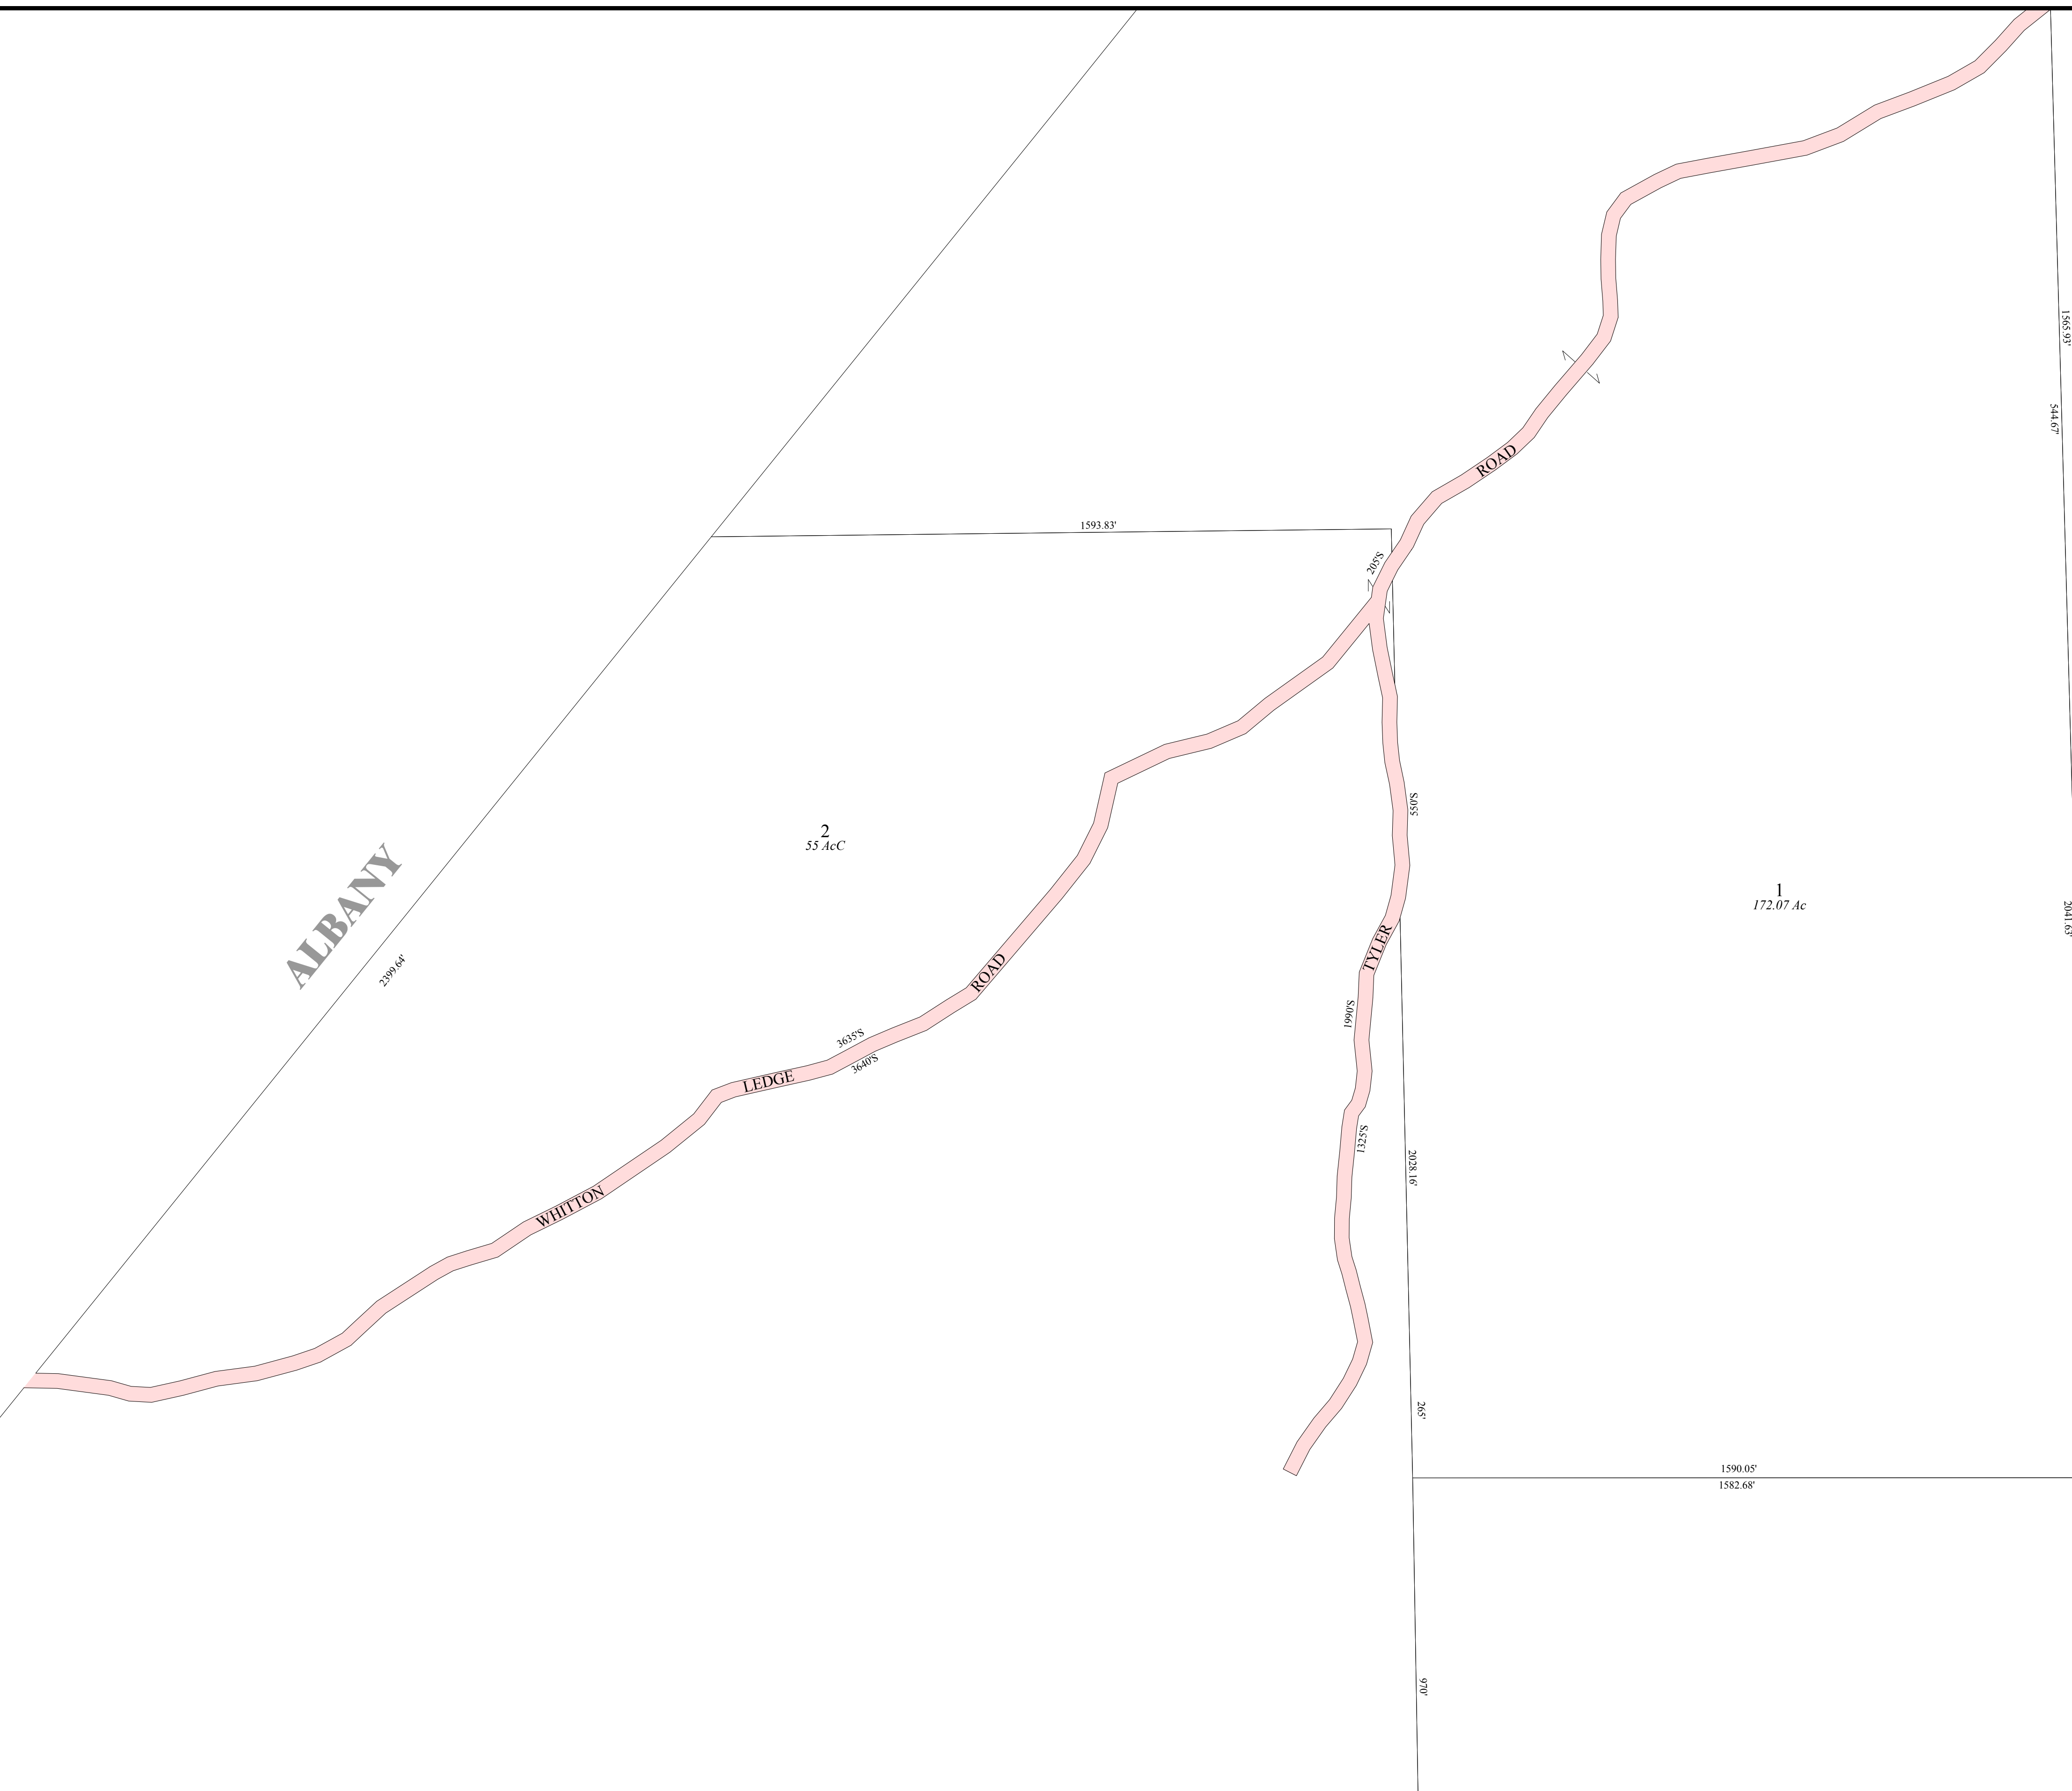 1565.93'
544.67'
ROAD
1593.83'
205'S
550'S
2
55 AcC
1
172.07 Ac
2041.63'
ALBANY
2399.64'
TYLER
ROAD
1990'S
3635'S
3640'S
LEDGE
1325'S
2028.16'
WHITTON
265'
1590.05'
1582.68'
970'